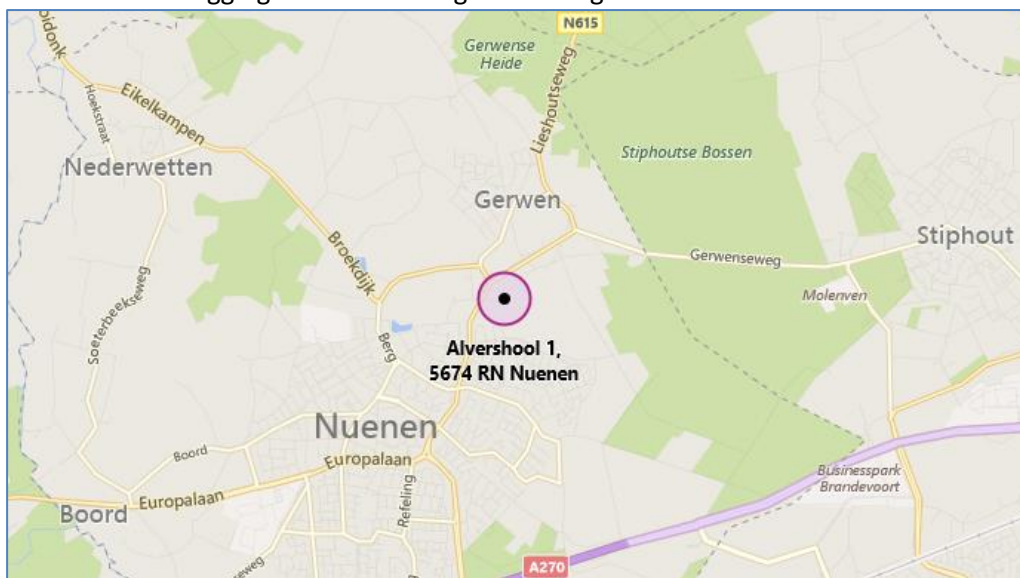 N615
Gerwense
Heide
Lieshoutseweg
Eikelkampen
Hoekstraat
Nederwetten
Stiphoutse Bossen
Gerwen
Stiphout
Broekdijk
Gerwenseweg
Soeterbeekseweg
Molenven
Berg
Alvershool 1,
5674 RN Nuenen
Nuenen
Boord
Europalaan
Europalaan
Boord
Refeling
Businesspark
Brandevoort
A270